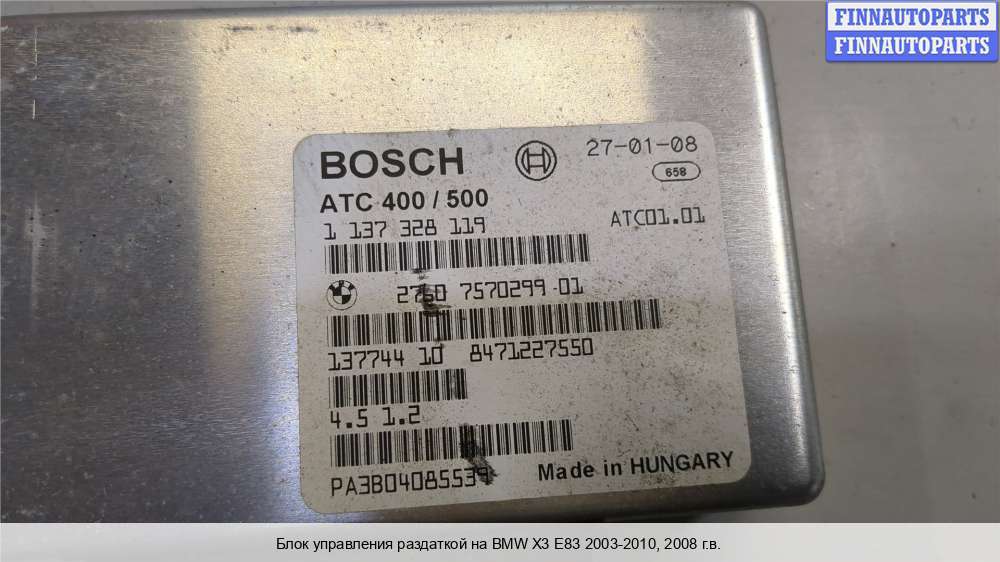 FINNAUTOPARTS
FINNAUTOPARTS
BOSCH
27-01-08
658
ATC 400 / 500
ATC01.01
1 137 328 119
2760 7570299 01
137744 10 8471227550
4.5 1.2
PA3B04085539
Made in HUNGARY
Блок управления раздаткой на BMW X3 E83 2003-2010, 2008 г.в.